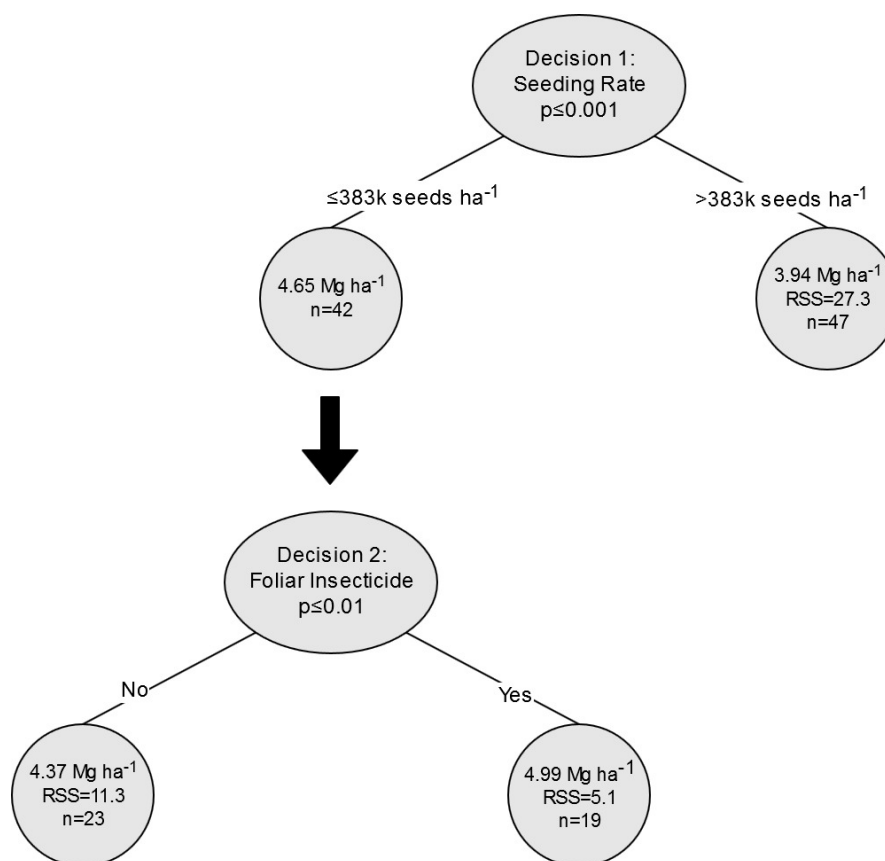 Decision 1:
Seeding Rate
p≤0.001
≤383k seeds ha⁻¹
>383k seeds ha⁻¹
4.65 Mg ha⁻¹
n=42
3.94 Mg ha⁻¹
RSS=27.3
n=47
Decision 2:
Foliar Insecticide
p≤0.01
No
Yes
4.37 Mg ha⁻¹
RSS=11.3
n=23
4.99 Mg ha⁻¹
RSS=5.1
n=19